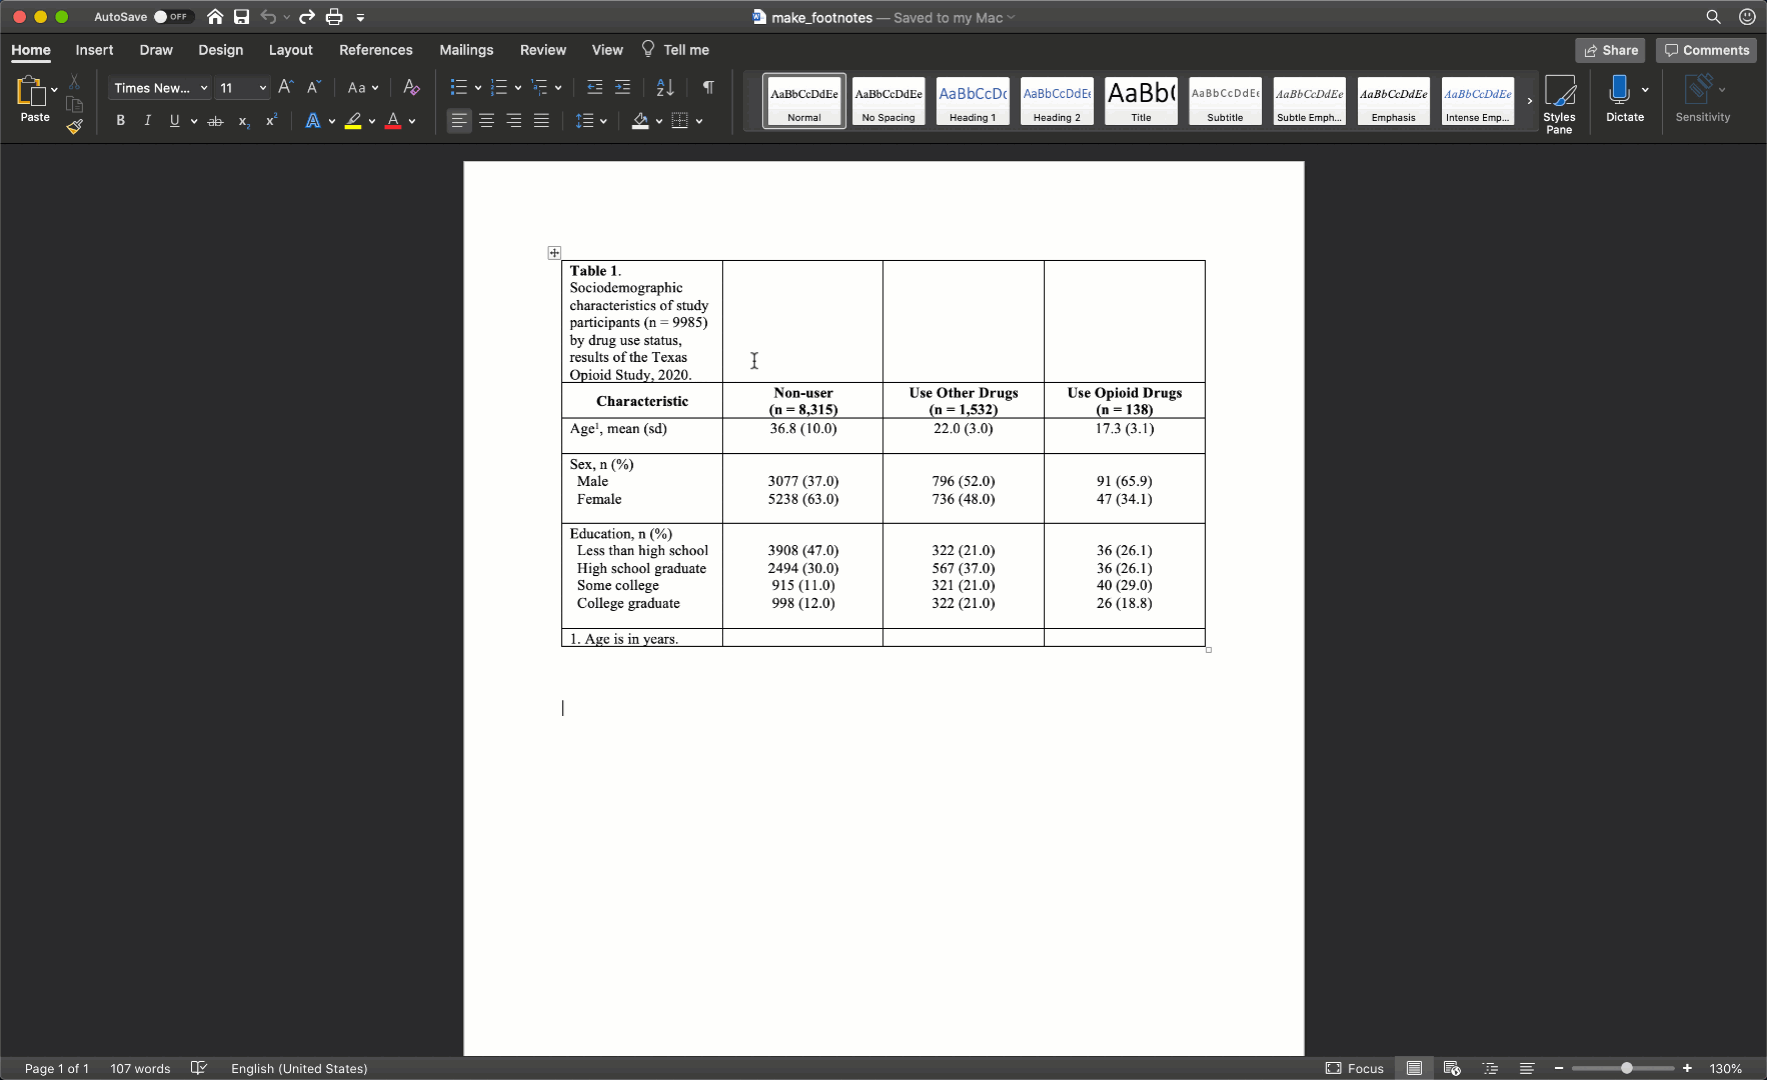 AutoSave OFF
make_footnotes — Saved to my Mac
Home Insert Draw Design Layout References Mailings Review View Tell me
Share Comments
Paste
Times New... 11
Aa
AaBbCcDdEe AaBbCcDdEe AaBbCcDc AaBbCcDdEe AaBb( AaBbCcDdEe AaBbCcDdEe AaBbCcDdEe AaBbCcDdEe
Normal No Spacing Heading 1 Heading 2 Title Subtitle Subtle Emph... Emphasis Intense Emp...
Styles
Pane
Dictate
Sensitivity
Table 1.
Sociodemographic
characteristics of study
participants (n = 9985)
by drug use status,
results of the Texas
Opioid Study, 2020.
Characteristic Non-user (n = 8,315) Use Other Drugs (n = 1,532) Use Opioid Drugs (n = 138)
Age¹, mean (sd) 36.8 (10.0) 22.0 (3.0) 17.3 (3.1)
Sex, n (%)
Male 3077 (37.0) 796 (52.0) 91 (65.9)
Female 5238 (63.0) 736 (48.0) 47 (34.1)
Education, n (%)
Less than high school 3908 (47.0) 322 (21.0) 36 (26.1)
High school graduate 2494 (30.0) 567 (37.0) 36 (26.1)
Some college 915 (11.0) 321 (21.0) 40 (29.0)
College graduate 998 (12.0) 322 (21.0) 26 (18.8)
1. Age is in years.
Page 1 of 1 107 words English (United States)
Focus 130%